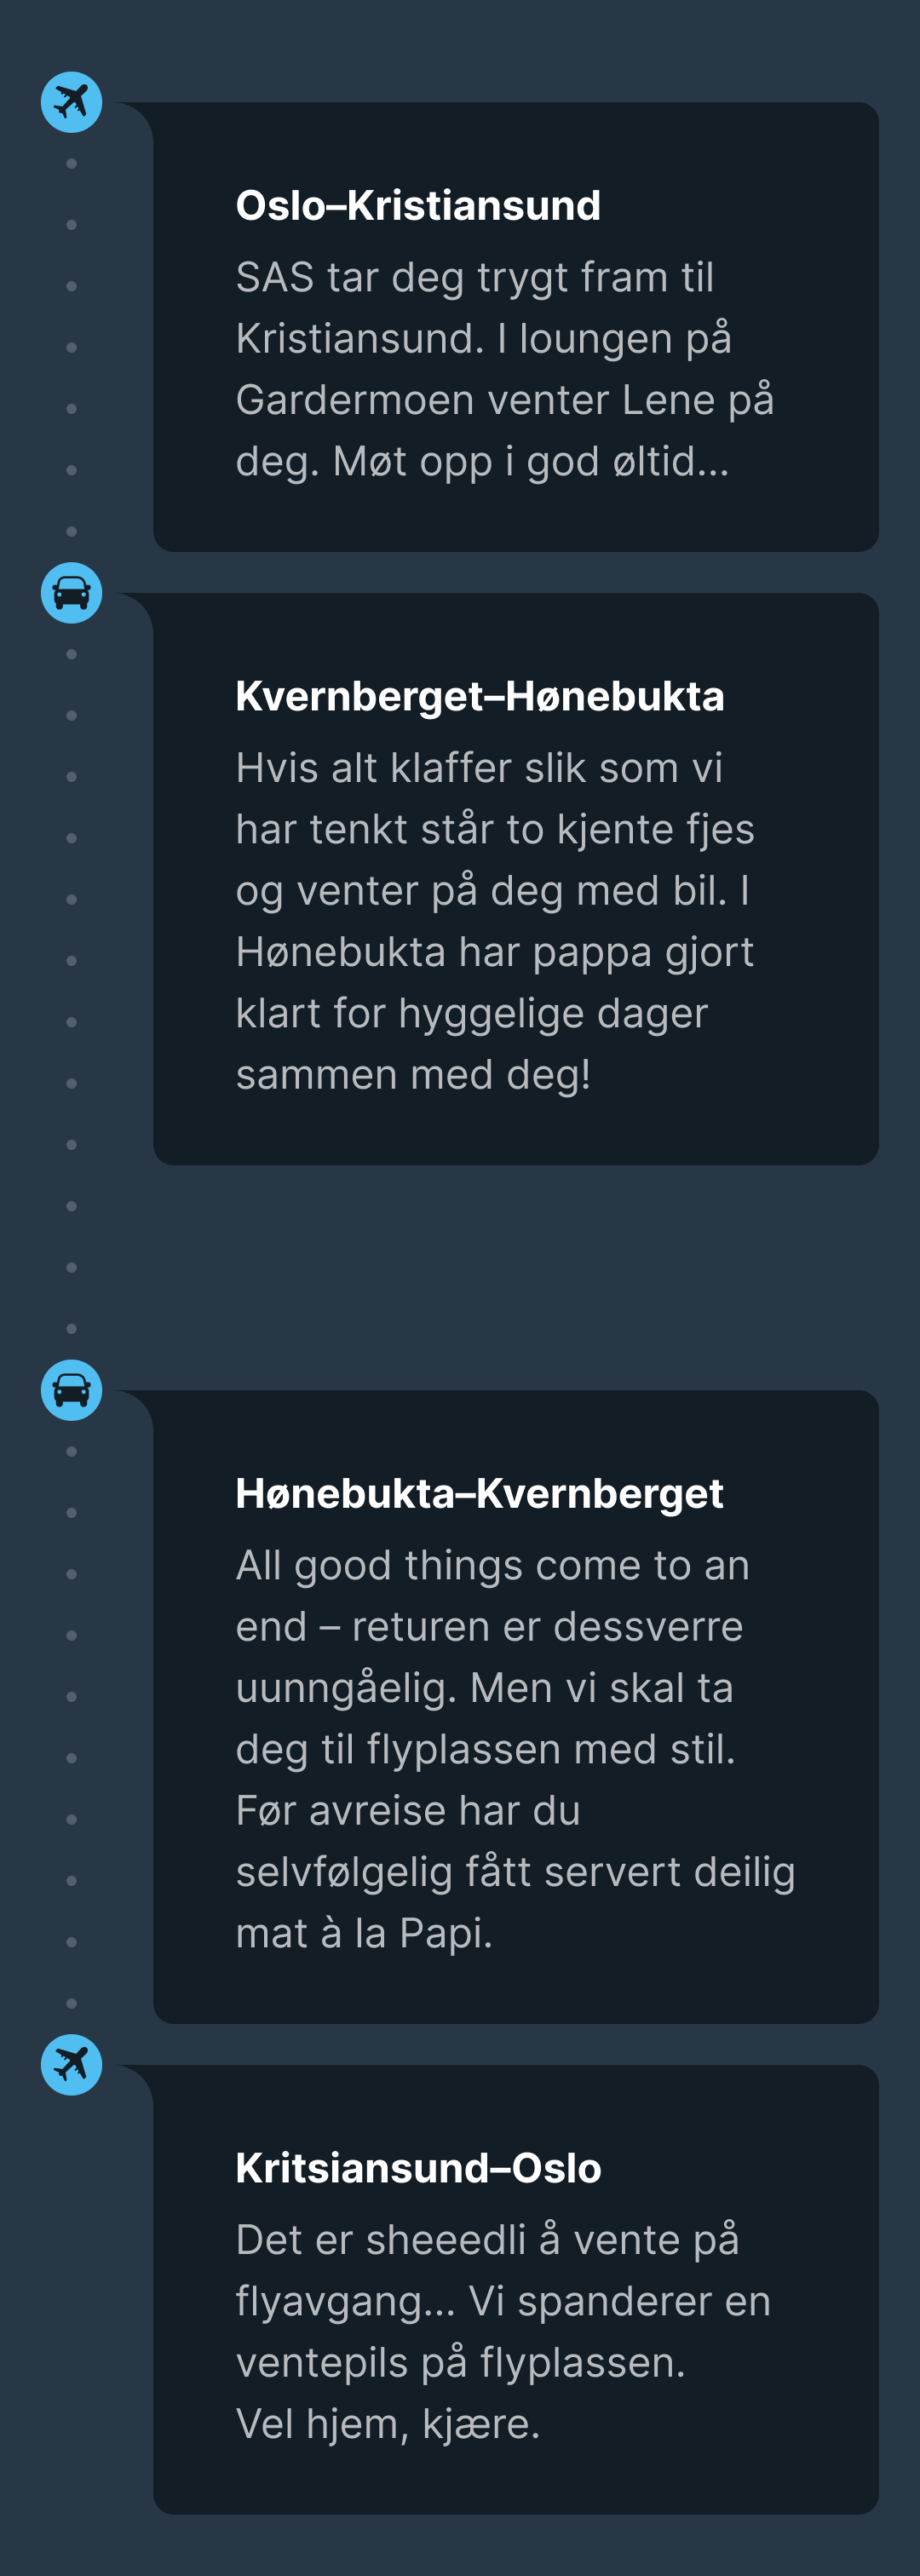 Oslo–Kristiansund
SAS tar deg trygt fram til
Kristiansund. I loungen på
Gardermoen venter Lene på
deg. Møt opp i god øltid...
Kvernberget–Hønebukta
Hvis alt klaffer slik som vi
har tenkt står to kjente fjes
og venter på deg med bil. I
Hønebukta har pappa gjort
klart for hyggelige dager
sammen med deg!
Hønebukta–Kvernberget
All good things come to an
end – returen er dessverre
uunngåelig. Men vi skal ta
deg til flyplassen med stil.
Før avreise har du
selvfølgelig fått servert deilig
mat à la Papi.
Kritsiansund–Oslo
Det er sheeedli å vente på
flyavgang... Vi spanderer en
ventepils på flyplassen.
Vel hjem, kjære.